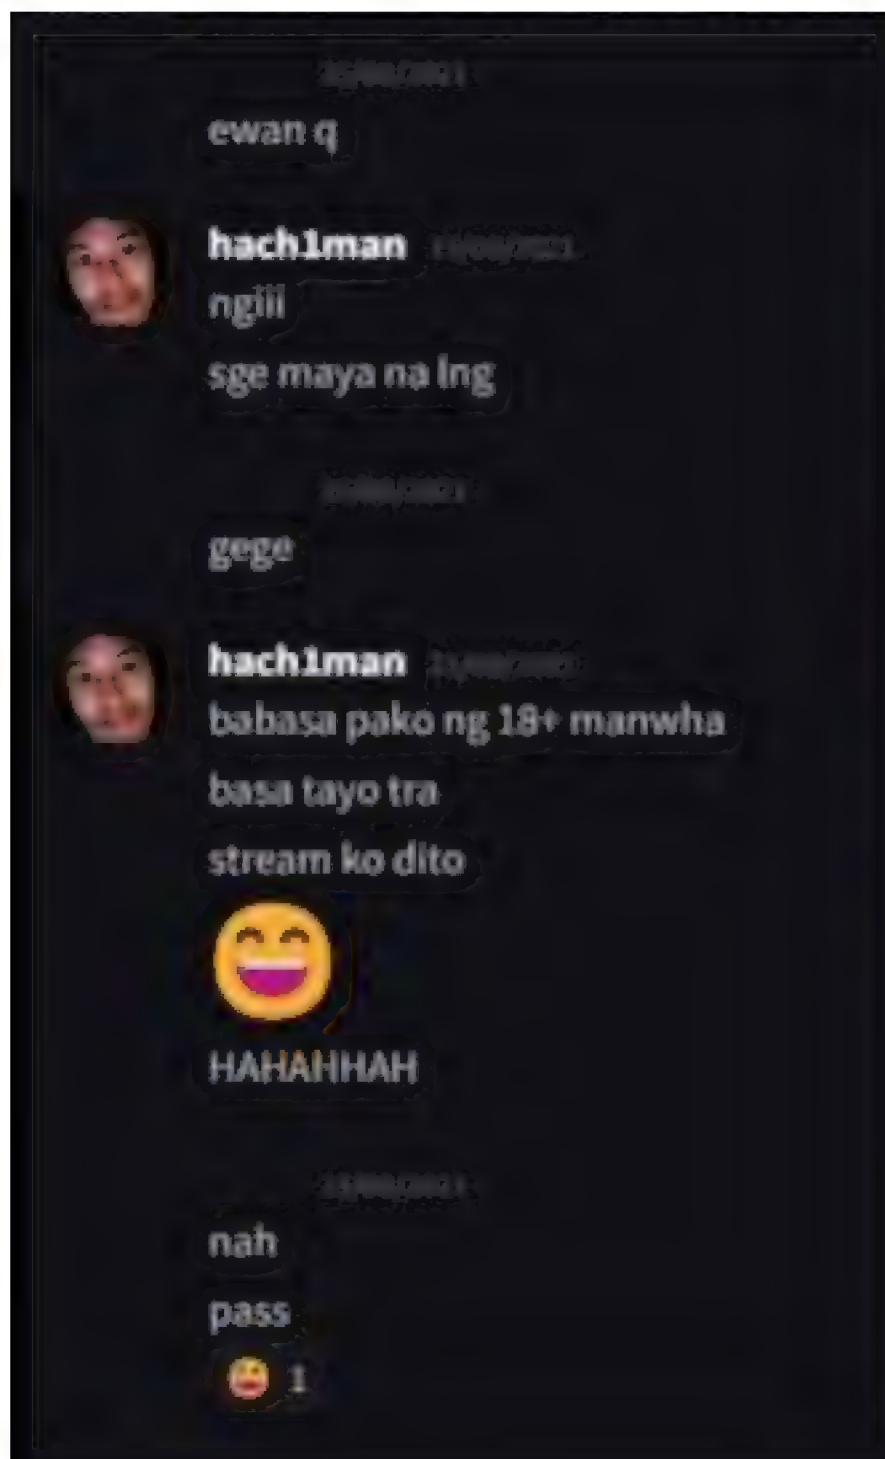 ewan q
hach1man
ngiii
sge maya na lng
gege
hach1man
babasa pako ng 18+ manwha
basa tayo tra
stream ko dito
HAHAHHAH
nah
pass
1